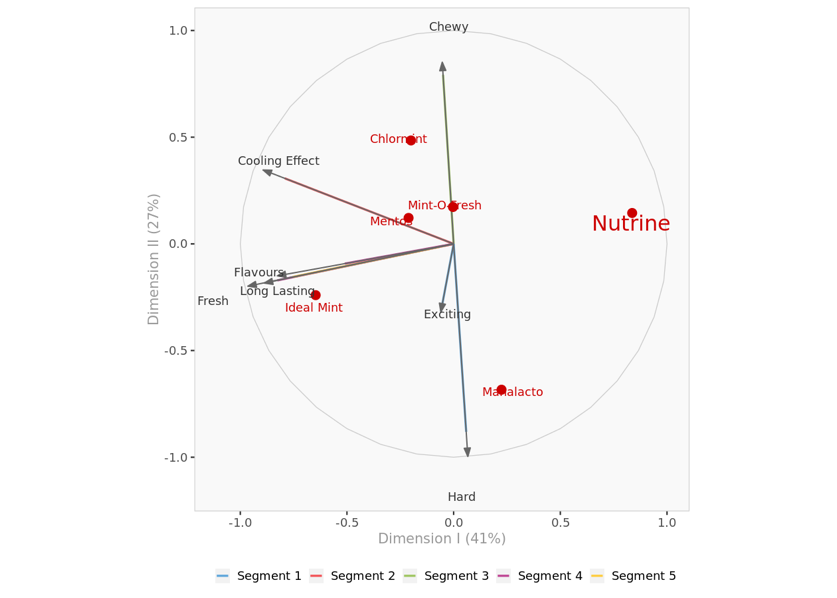 Chewy
1.0
Chlormint
0.5
Cooling Effect
Mint-O-Fresh
Nutrine
Mentos
0.0
Flavours
Long Lasting
Fresh
Ideal Mint
Exciting
-0.5
Mahalacto
-1.0
Hard
-1.0 -0.5 0.0 0.5 1.0
Dimension I (41%)
Dimension II (27%)
Segment 1 Segment 2 Segment 3 Segment 4 Segment 5